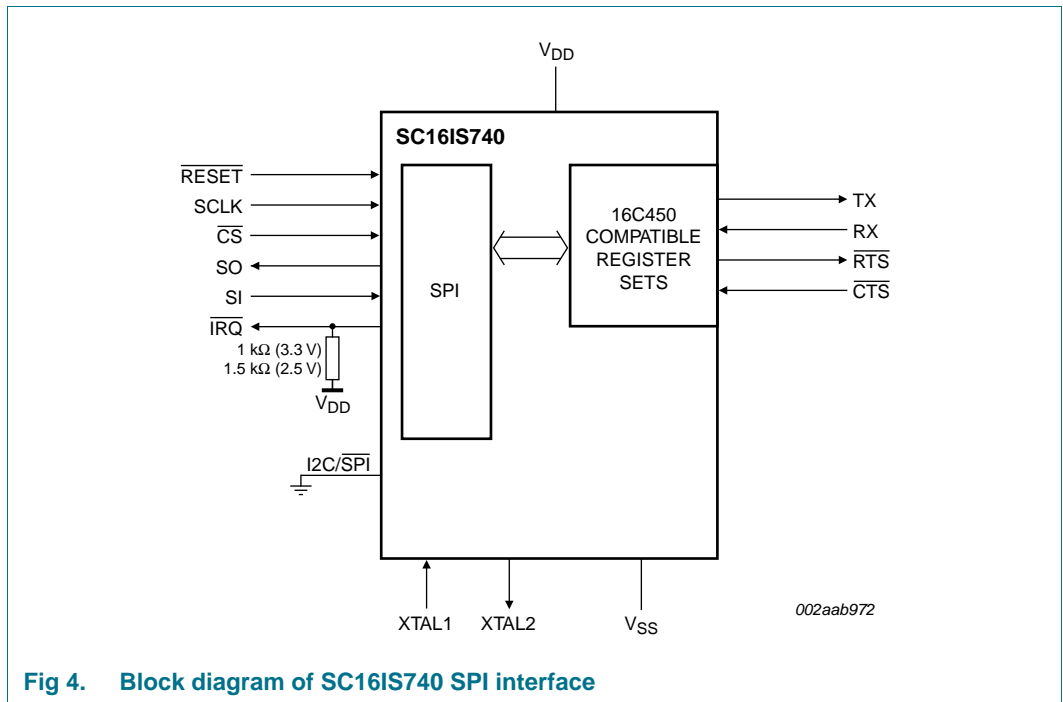 VDD
SC16IS740
RESET
SCLK
CS
SO
SI
IRQ
1 kΩ (3.3 V)
1.5 kΩ (2.5 V)
VDD
I2C/SPI
SPI
16C450
COMPATIBLE
REGISTER
SETS
TX
RX
RTS
CTS
XTAL1
XTAL2
VSS
002aab972
Fig 4. Block diagram of SC16IS740 SPI interface